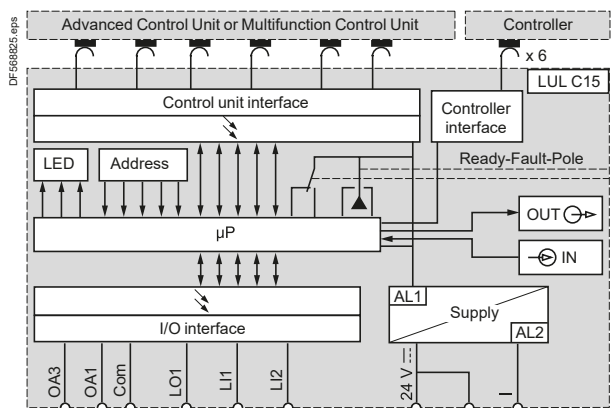 Advanced Control Unit or Multifunction Control Unit
Controller
DF568825.eps
x 6
LUL C15
Control unit interface
Controller
interface
LED
Address
Ready-Fault-Pole
µP
OUT
IN
AL1
Supply
AL2
I/O interface
OA3
OA1
Com
LO1
LI1
LI2
24 V
I